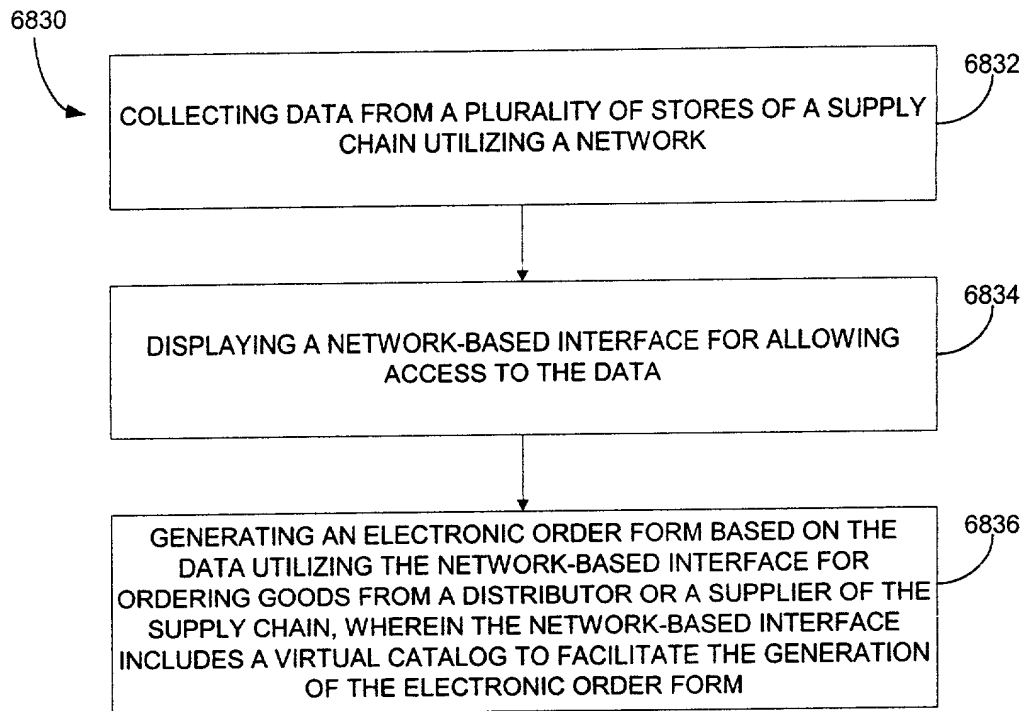 6830
6832
COLLECTING DATA FROM A PLURALITY OF STORES OF A SUPPLY
CHAIN UTILIZING A NETWORK
6834
DISPLAYING A NETWORK-BASED INTERFACE FOR ALLOWING
ACCESS TO THE DATA
6836
GENERATING AN ELECTRONIC ORDER FORM BASED ON THE
DATA UTILIZING THE NETWORK-BASED INTERFACE FOR
ORDERING GOODS FROM A DISTRIBUTOR OR A SUPPLIER OF THE
SUPPLY CHAIN, WHEREIN THE NETWORK-BASED INTERFACE
INCLUDES A VIRTUAL CATALOG TO FACILITATE THE GENERATION
OF THE ELECTRONIC ORDER FORM